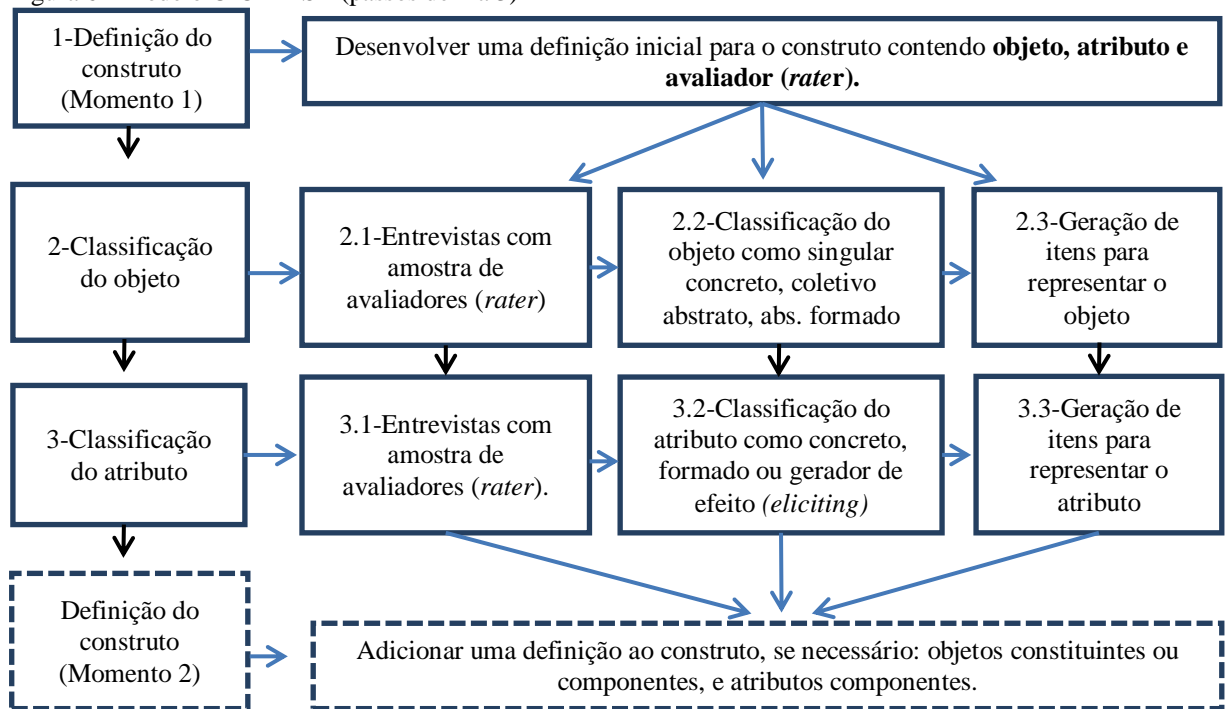 1-Definição do
construto
(Momento 1)
Desenvolver uma definição inicial para o construto contendo objeto, atributo e
avaliador (rater).
2-Classificação
do objeto
2.1-Entrevistas com
amostra de
avaliadores (rater)
2.2-Classificação do
objeto como singular
concreto, coletivo
abstrato, abs. formado
2.3-Geração de
itens para
representar o
objeto
3-Classificação
do atributo
3.1-Entrevistas com
amostra de
avaliadores (rater).
3.2-Classificação do
atributo como concreto,
formado ou gerador de
efeito (eliciting)
3.3-Geração de
itens para
representar o
atributo
Definição do
construto
(Momento 2)
Adicionar uma definição ao construto, se necessário: objetos constituintes ou
componentes, e atributos componentes.